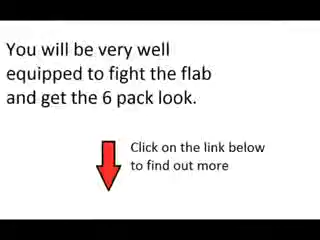 You will be very well
equipped to fight the flab
and get the 6 pack look.
Click on the link below
to find out more